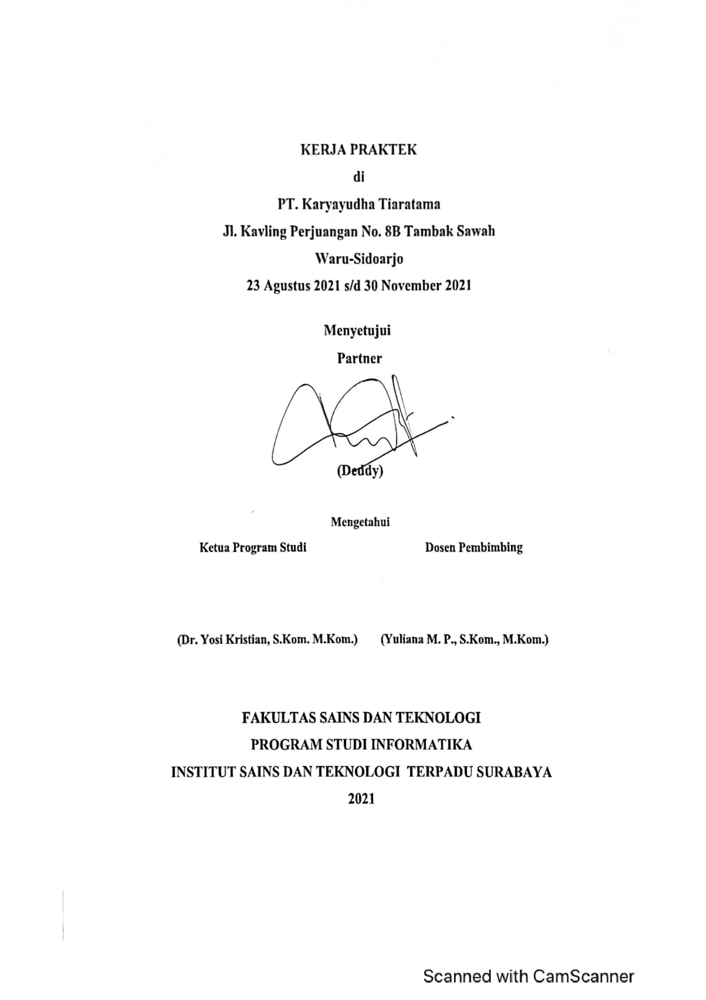 KERJA PRAKTEK
di
PT. Karyayudha Tiaratama
Jl. Kavling Perjuangan No. 8B Tambak Sawah
Waru-Sidoarjo
23 Agustus 2021 s/d 30 November 2021
Menyetujui
Partner
(Deddy)
Mengetahui
Ketua Program Studi Dosen Pembimbing
(Dr. Yosi Kristian, S.Kom. M.Kom.) (Yuliana M. P., S.Kom., M.Kom.)
FAKULTAS SAINS DAN TEKNOLOGI
PROGRAM STUDI INFORMATIKA
INSTITUT SAINS DAN TEKNOLOGI TERPADU SURABAYA
2021
Scanned with CamScanner